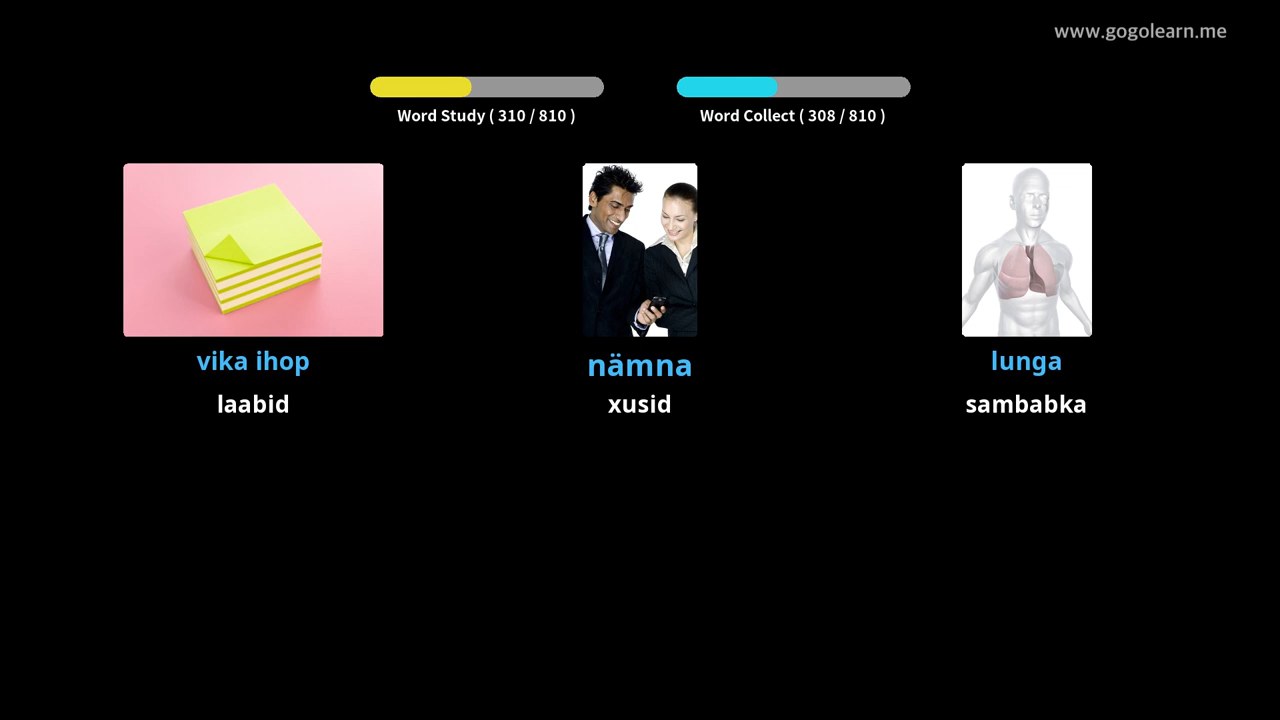 www.gogolearn.me
Word Study ( 310 / 810 )
Word Collect ( 308 / 810 )
vika ihop
nämna
lunga
laabid
xusid
sambabka